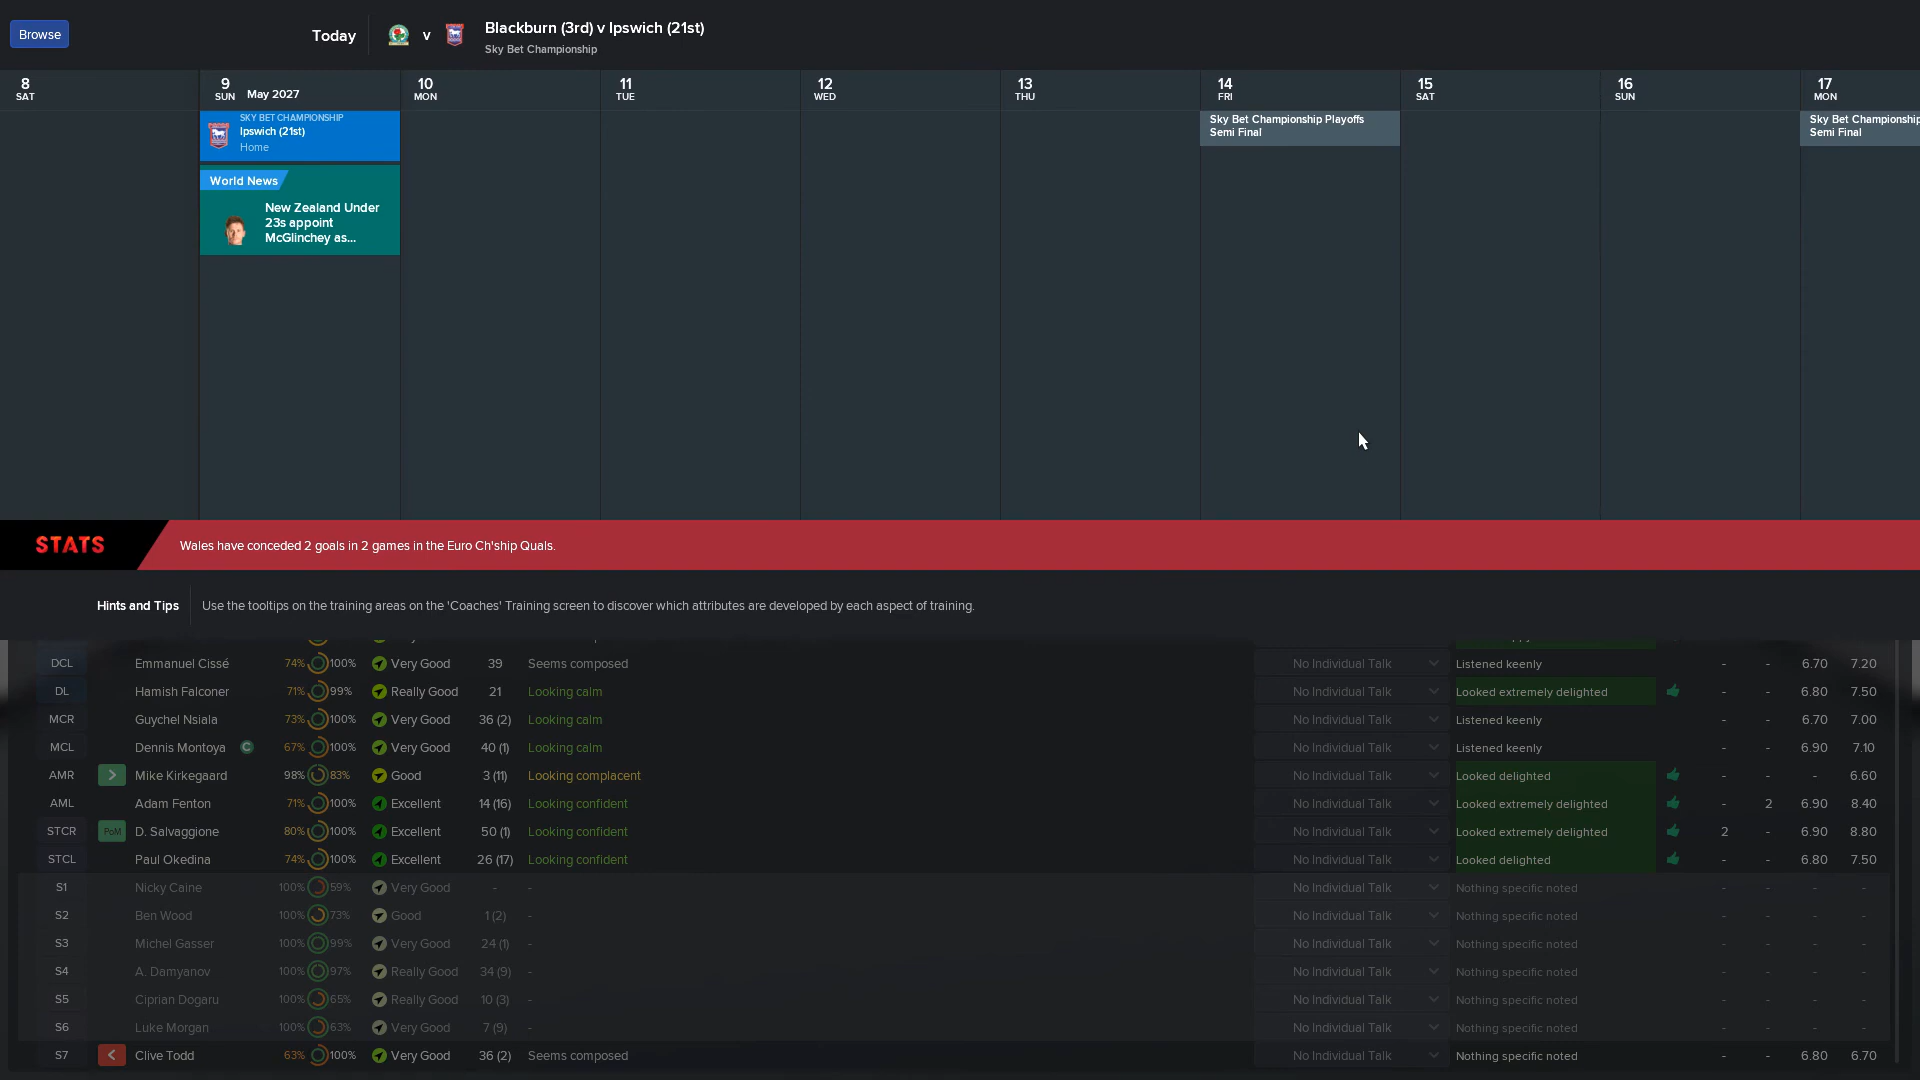 Browse
Today
v
Blackburn (3rd) v Ipswich (21st)
Sky Bet Championship
8
SAT
9
SUN
May 2027
10
MON
11
TUE
12
WED
13
THU
14
FRI
15
SAT
16
SUN
17
MON
SKY BET CHAMPIONSHIP
Ipswich (21st)
Home
World News
New Zealand Under
23s appoint
McGlinchey as...
Sky Bet Championship Playoffs
Semi Final
Sky Bet Championship
Semi Final
STATS
Wales have conceded 2 goals in 2 games in the Euro Ch'ship Quals.
Hints and Tips
Use the tooltips on the training areas on the 'Coaches' Training screen to discover which attributes are developed by each aspect of training.
DCL Emmanuel Cissé 74% 100% Very Good 39 Seems composed No Individual Talk Listened keenly - - 6.70 7.20
DL Hamish Falconer 71% 99% Really Good 21 Looking calm No Individual Talk Looked extremely delighted - - 6.80 7.50
MCR Guychel Nsiala 73% 100% Very Good 36 (2) Looking calm No Individual Talk Listened keenly - - 6.70 7.00
MCL Dennis Montoya C 67% 100% Very Good 40 (1) Looking calm No Individual Talk Listened keenly - - 6.90 7.10
AMR Mike Kirkegaard 98% 83% Good 3 (11) Looking complacent No Individual Talk Looked delighted - - - 6.60
AML Adam Fenton 71% 100% Excellent 14 (16) Looking confident No Individual Talk Looked extremely delighted - 2 6.90 8.40
STCR PoM D. Salvaggione 80% 100% Excellent 50 (1) Looking confident No Individual Talk Looked extremely delighted 2 - 6.90 8.80
STCL Paul Okedina 74% 100% Excellent 26 (17) Looking confident No Individual Talk Looked delighted - - 6.80 7.50
S1 Nicky Caine 100% 59% Very Good - - No Individual Talk Nothing specific noted - - - -
S2 Ben Wood 100% 73% Good 1 (2) - No Individual Talk Nothing specific noted - - - -
S3 Michel Gasser 100% 99% Very Good 24 (1) - No Individual Talk Nothing specific noted - - - -
S4 A. Damyanov 100% 97% Really Good 34 (9) - No Individual Talk Nothing specific noted - - - -
S5 Ciprian Dogaru 100% 65% Really Good 10 (3) - No Individual Talk Nothing specific noted - - - -
S6 Luke Morgan 100% 63% Very Good 7 (9) - No Individual Talk Nothing specific noted - - - -
S7 Clive Todd 63% 100% Very Good 36 (2) Seems composed No Individual Talk Nothing specific noted - - 6.80 6.70